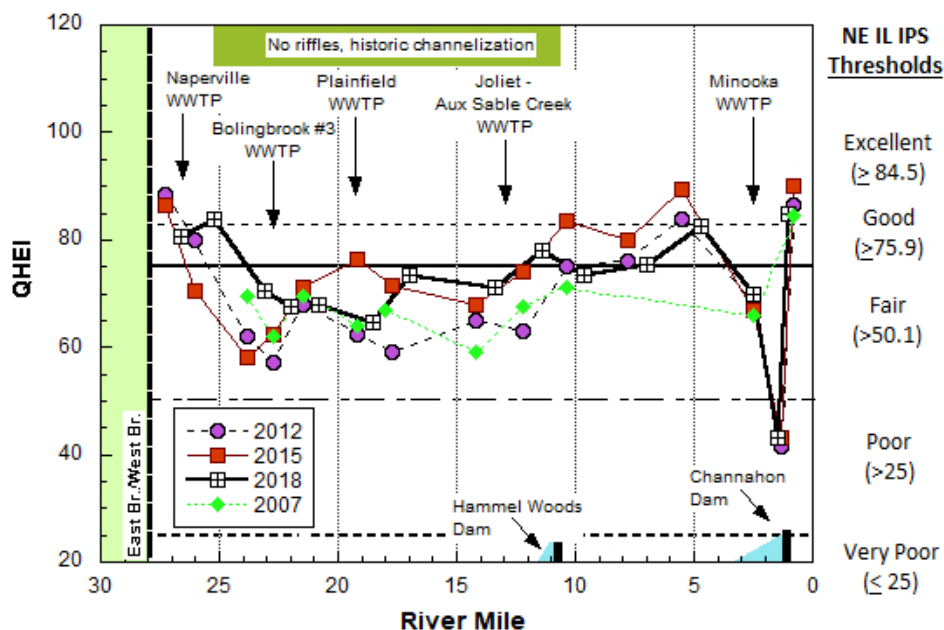 No riffles, historic channelization
Naperville
WWTP
Bolingbrook #3
WWTP
Plainfield
WWTP
Joliet -
Aux Sable Creek
WWTP
Minooka
WWTP
NE IL IPS
Thresholds
Excellent
(≥ 84.5)
Good
(≥75.9)
Fair
(>50.1)
Poor
(>25)
Very Poor
(≤ 25)
QHEI
120
100
80
60
40
20
East Br./West Br.
2012
2015
2018
2007
Hammel Woods
Dam
Channahon
Dam
30
25
20
15
10
5
0
River Mile